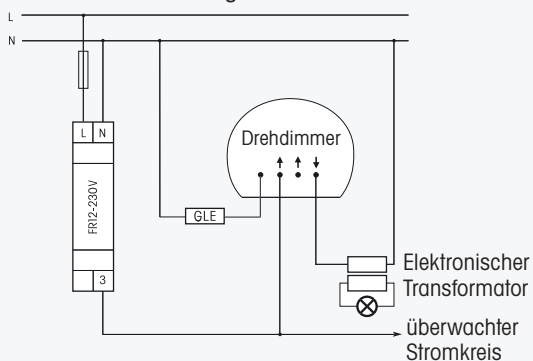 L
N
Drehdimmer
L N
FR12-230V
GLE
3
Elektronischer
Transformator
überwachter
Stromkreis